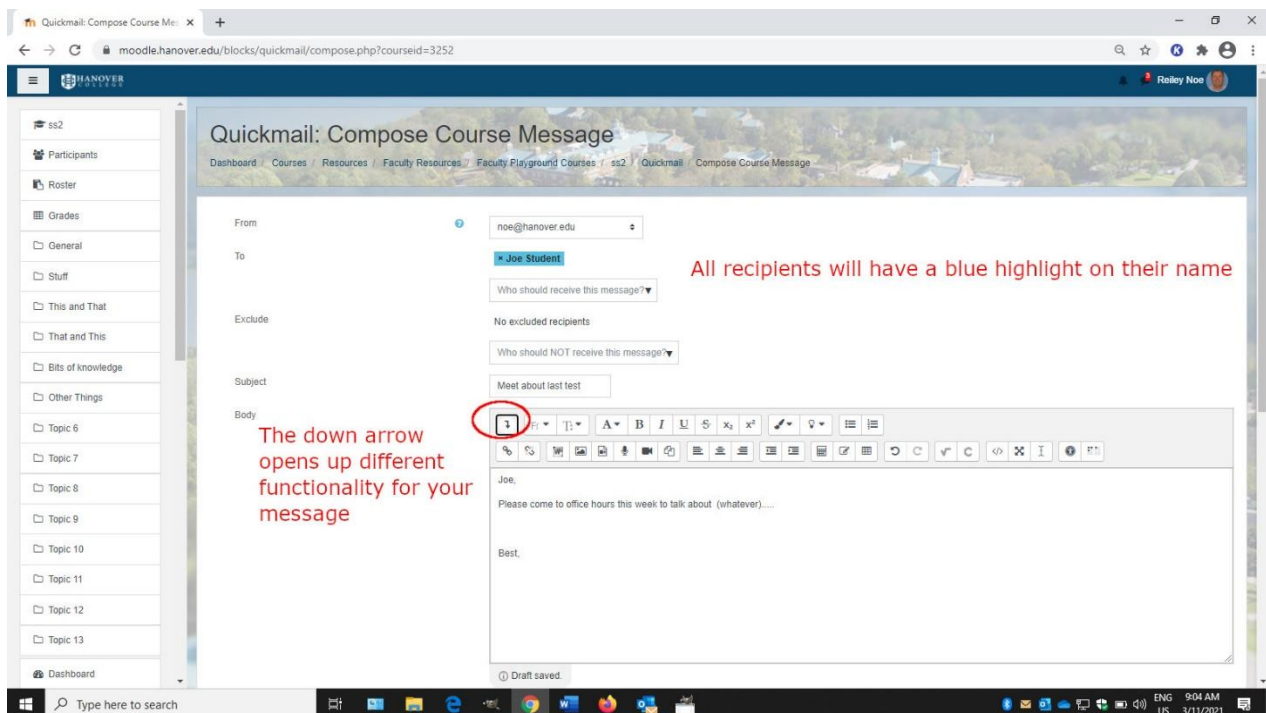 Quickmail: Compose Course Me
moodle.hanover.edu/blocks/quickmail/compose.php?courseid=3252
HANOVER
COLLEGE
Reiley Noe
ss2
Participants
Roster
Grades
General
Stuff
This and That
That and This
Bits of knowledge
Other Things
Topic 6
Topic 7
Topic 8
Topic 9
Topic 10
Topic 11
Topic 12
Topic 13
Dashboard
Quickmail: Compose Course Message
Dashboard / Courses / Resources / Faculty Resources / Faculty Playground Courses / ss2 / Quickmail / Compose Course Message
From
noe@hanover.edu
To
× Joe Student
All recipients will have a blue highlight on their name
Who should receive this message?
Exclude
No excluded recipients
Who should NOT receive this message?
Subject
Meet about last test
Body
The down arrow
opens up different
functionality for your
message
A B I U S x₂ x²
Joe,
Please come to office hours this week to talk about (whatever).....
Best,
Draft saved.
Type here to search
ENG 9:04 AM
US 3/11/2021